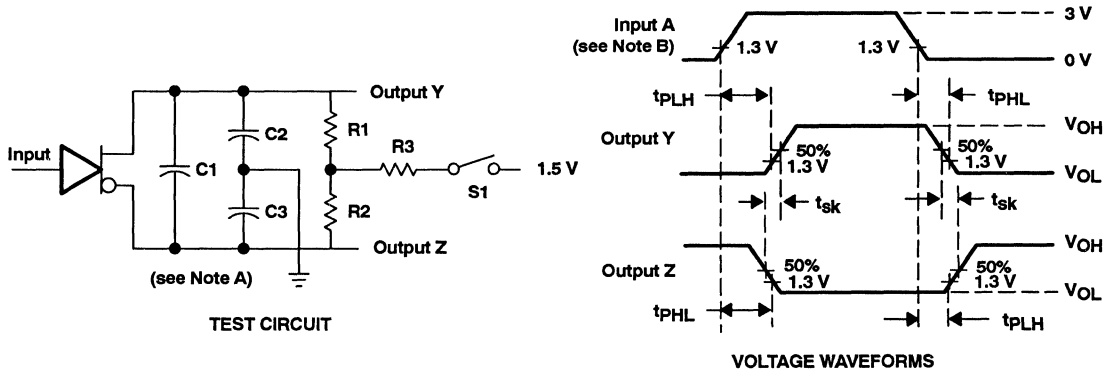 Input
Output Y
C2
R1
C1
R3
S1
1.5 V
C3
R2
Output Z
(see Note A)
TEST CIRCUIT
Input A
(see Note B)
1.3 V
1.3 V
3 V
0 V
tPLH
tPHL
Output Y
50%
1.3 V
50%
1.3 V
VOH
VOL
tsk
tsk
Output Z
50%
1.3 V
50%
1.3 V
VOH
VOL
tPHL
tPLH
VOLTAGE WAVEFORMS